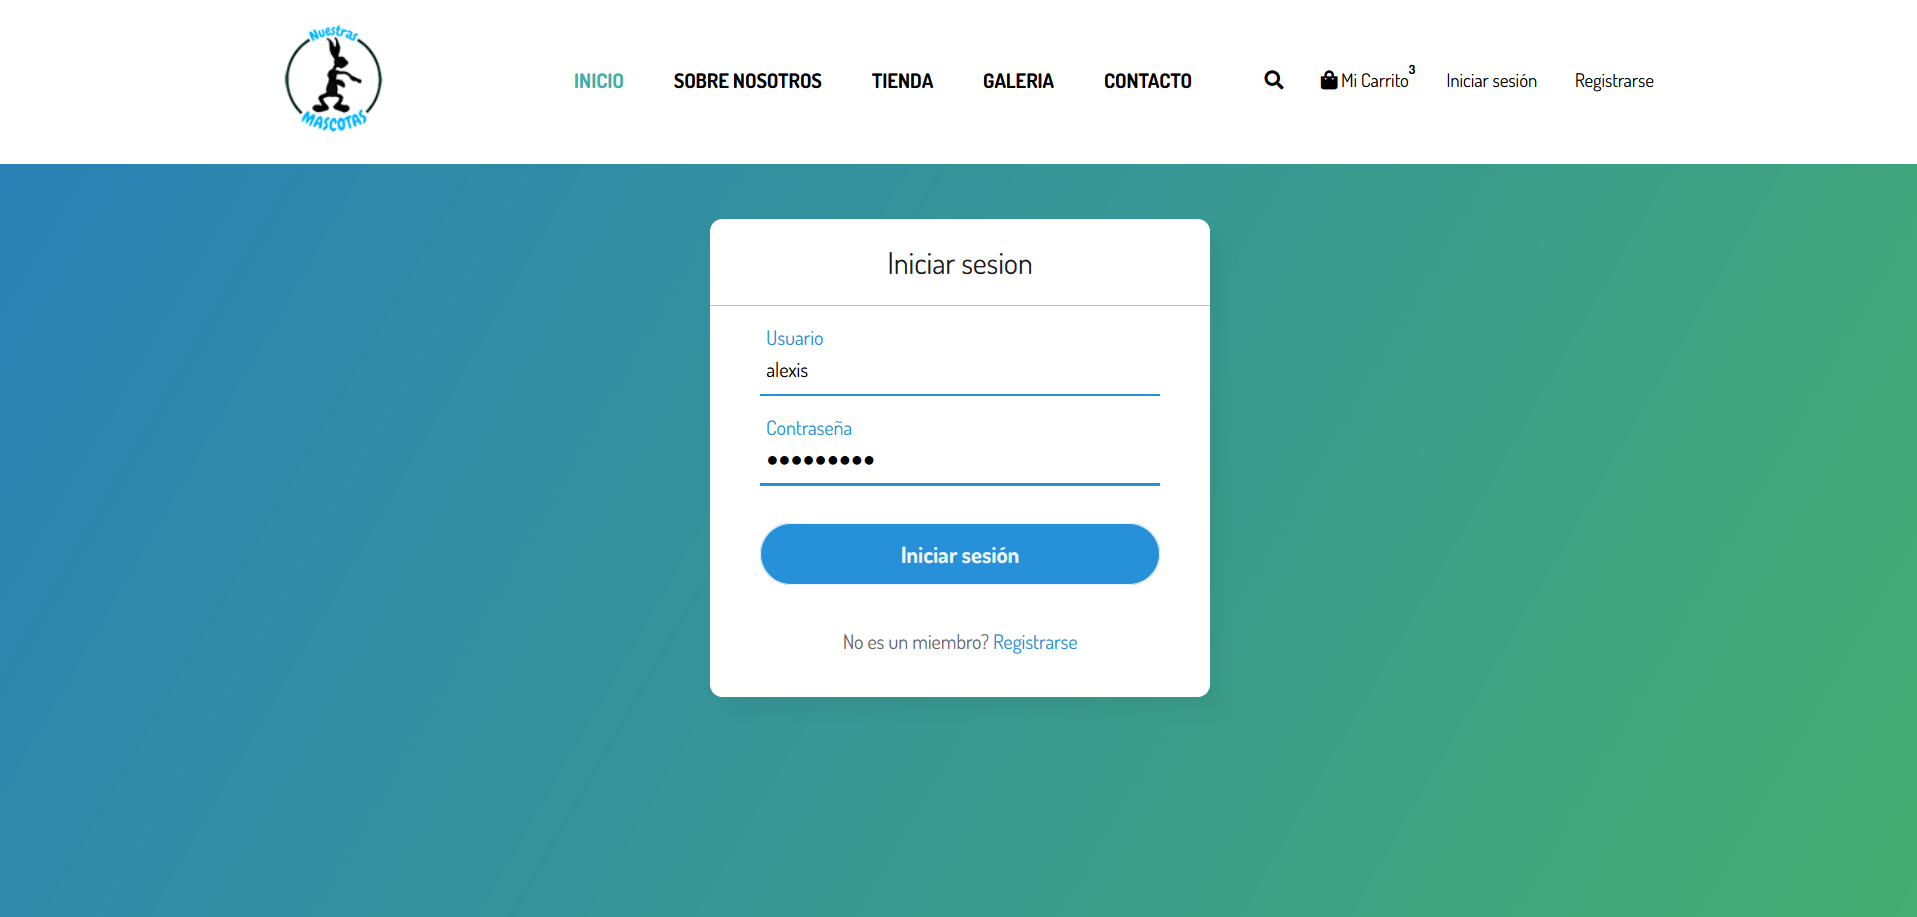 Nuestras
MASCOTAS
INICIO SOBRE NOSOTROS TIENDA GALERIA CONTACTO Mi Carrito 3 Iniciar sesión Registrarse
Iniciar sesion
Usuario
alexis
Contraseña
●●●●●●●●●
Iniciar sesión
No es un miembro? Registrarse